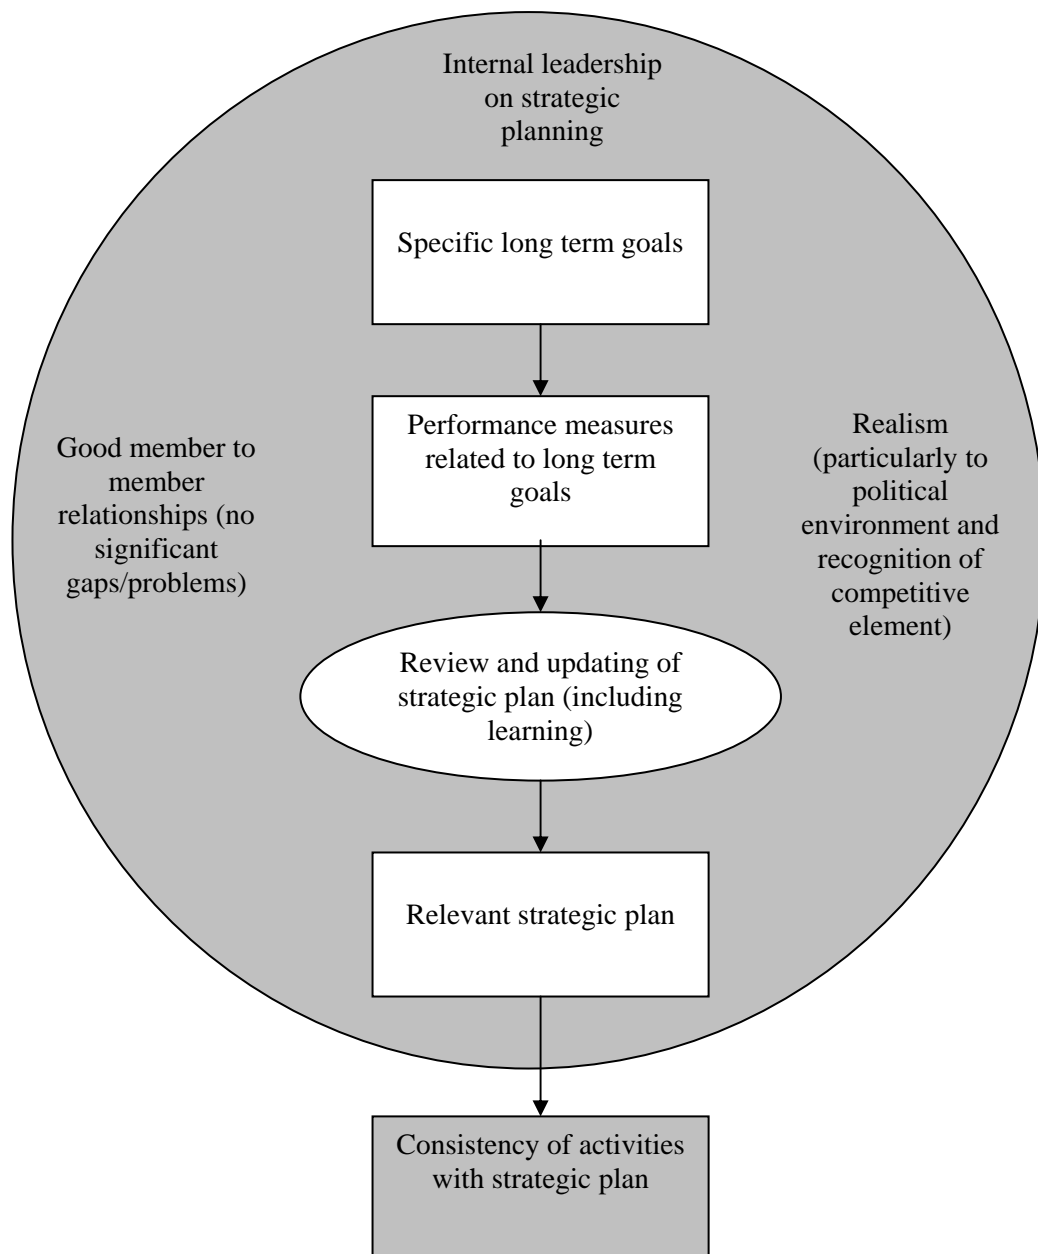 Internal leadership
on strategic
planning
Specific long term goals
Performance measures
related to long term
goals
Good member to
member
relationships (no
significant
gaps/problems)
Realism
(particularly to
political
environment and
recognition of
competitive
element)
Review and updating of
strategic plan (including
learning)
Relevant strategic plan
Consistency of activities
with strategic plan